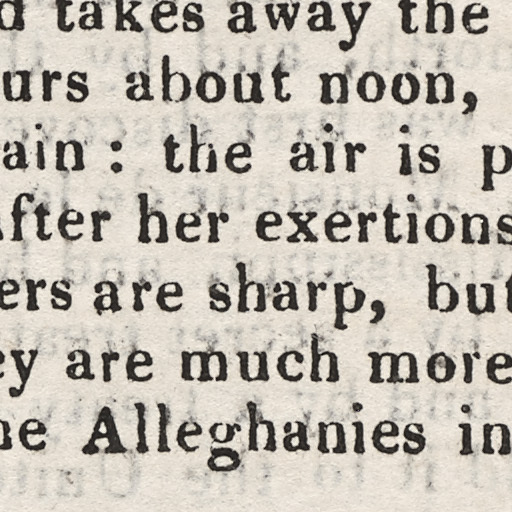 d takes away the
urs about noon,
ain : the air is p
After her exertions
ers are sharp, but
ey are much more
he Alleghanies in